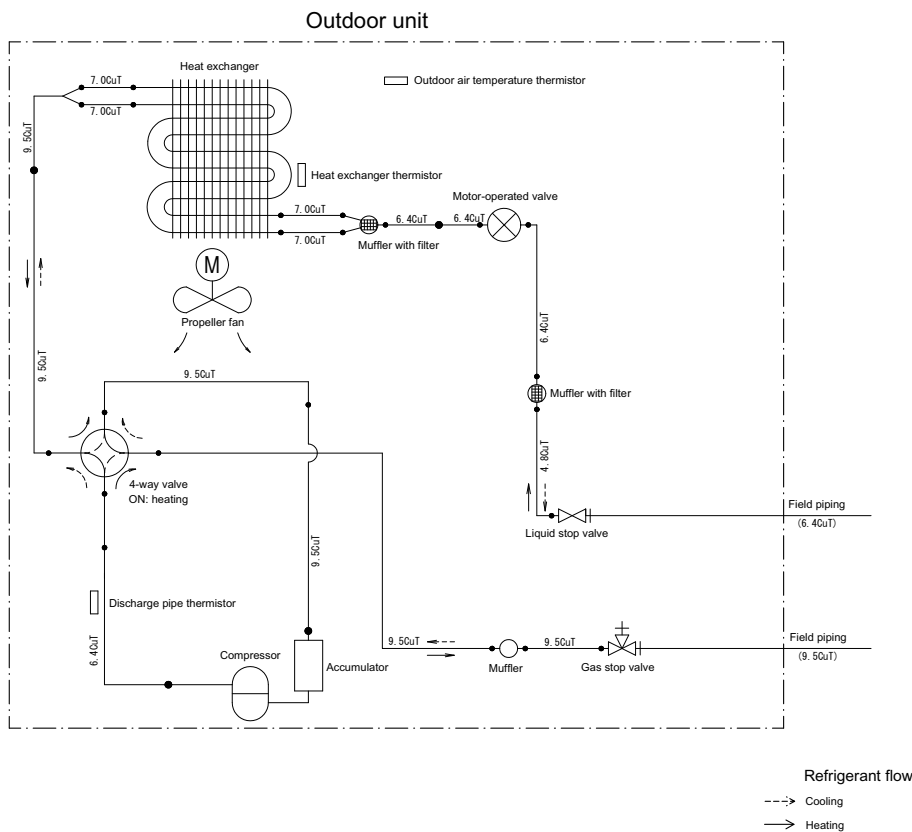 Outdoor unit
Heat exchanger
7.0CuT
7.0CuT
Outdoor air temperature thermistor
9.5CuT
Heat exchanger thermistor
Motor-operated valve
7.0CuT
6.4CuT
6.4CuT
7.0CuT
Muffler with filter
M
Propeller fan
6.4CuT
9.5CuT
9.5CuT
Muffler with filter
4.8CuT
4-way valve
ON: heating
Field piping
(6.4CuT)
Liquid stop valve
9.5CuT
Discharge pipe thermistor
6.4CuT
Compressor
Accumulator
9.5CuT
9.5CuT
Muffler
Gas stop valve
Field piping
(9.5CuT)
Refrigerant flow
Cooling
Heating